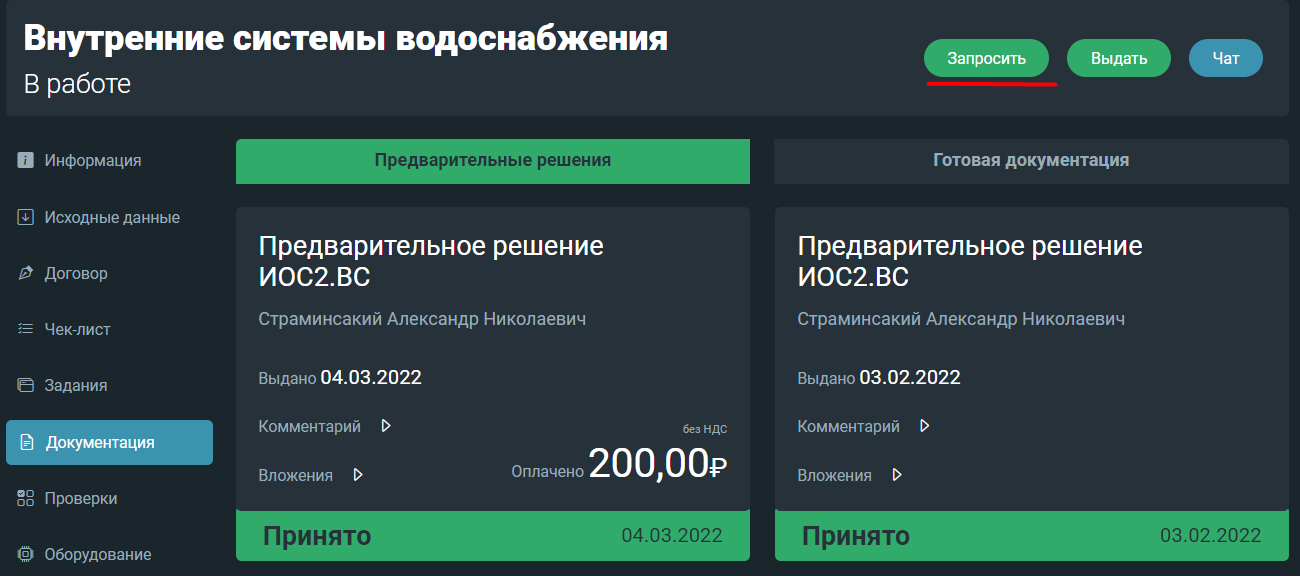 Внутренние системы водоснабжения
В работе
Запросить
Выдать
Чат
Информация
Исходные данные
Договор
Чек-лист
Задания
Документация
Проверки
Оборудование
Предварительные решения
Готовая документация
Предварительное решение
ИОС2.ВС
Страминсакий Александр Николаевич
Выдано 04.03.2022
Комментарий
без НДС
Вложения
Оплачено 200,00₽
Принято 04.03.2022
Предварительное решение
ИОС2.ВС
Страминсакий Александр Николаевич
Выдано 03.02.2022
Комментарий
Вложения
Принято 03.02.2022